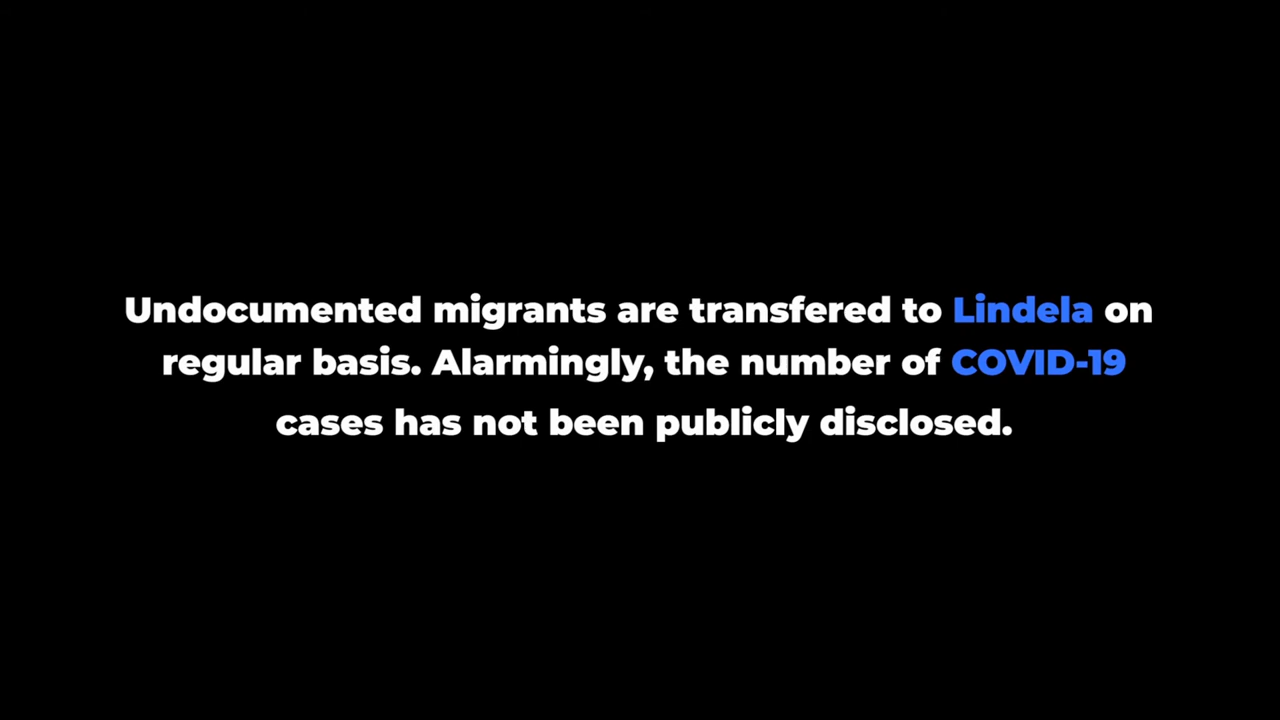 Undocumented migrants are transfered to Lindela on
regular basis. Alarmingly, the number of COVID-19
cases has not been publicly disclosed.